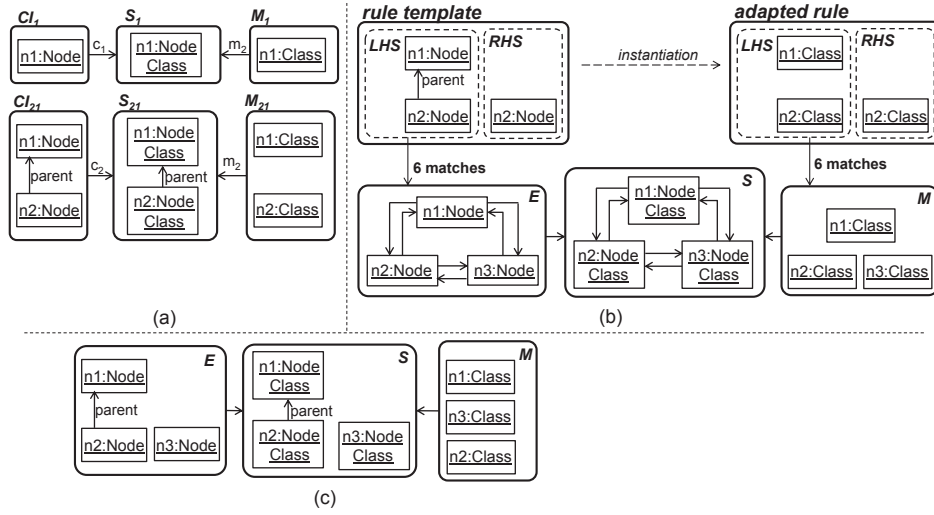 CI1 S1 M1
n1:Node c1 n1:Node Class m2 n1:Class
CI21 S21 M21
n1:Node
parent
n2:Node
c2
n1:Node
Class
parent
n2:Node
Class
m2
n1:Class
n2:Class
(a)
rule template
LHS RHS
n1:Node
parent
n2:Node n2:Node
instantiation
adapted rule
LHS RHS
n1:Class
n2:Class n2:Class
6 matches
6 matches
E
n1:Node
n2:Node n3:Node
S
n1:Node
Class
n2:Node
Class
n3:Node
Class
M
n1:Class
n2:Class n3:Class
(b)
E
n1:Node
parent
n2:Node n3:Node
S
n1:Node
Class
parent
n2:Node
Class
n3:Node
Class
M
n1:Class
n3:Class
n2:Class
(c)